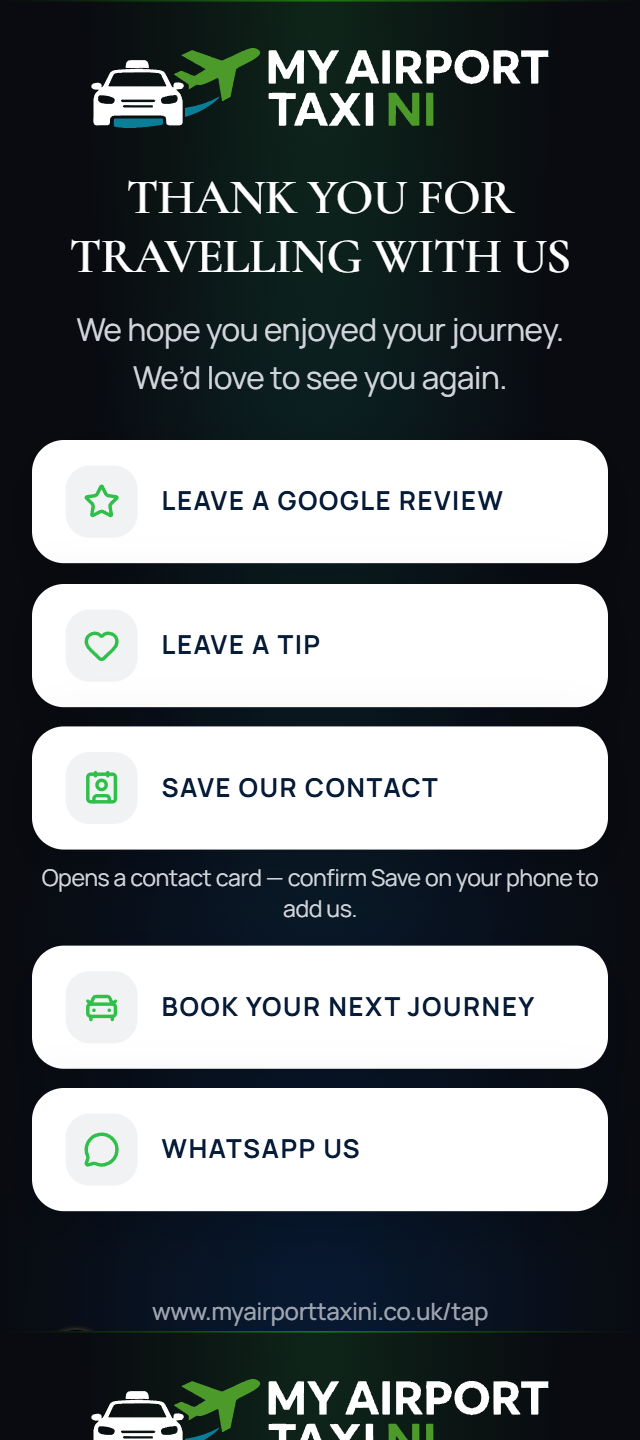 MY AIRPORT
TAXI NI
THANK YOU FOR
TRAVELLING WITH US
We hope you enjoyed your journey.
We’d love to see you again.
LEAVE A GOOGLE REVIEW
LEAVE A TIP
SAVE OUR CONTACT
Opens a contact card — confirm Save on your phone to
add us.
BOOK YOUR NEXT JOURNEY
WHATSAPP US
www.myairporttaxini.co.uk/tap
MY AIRPORT
TAXI NI